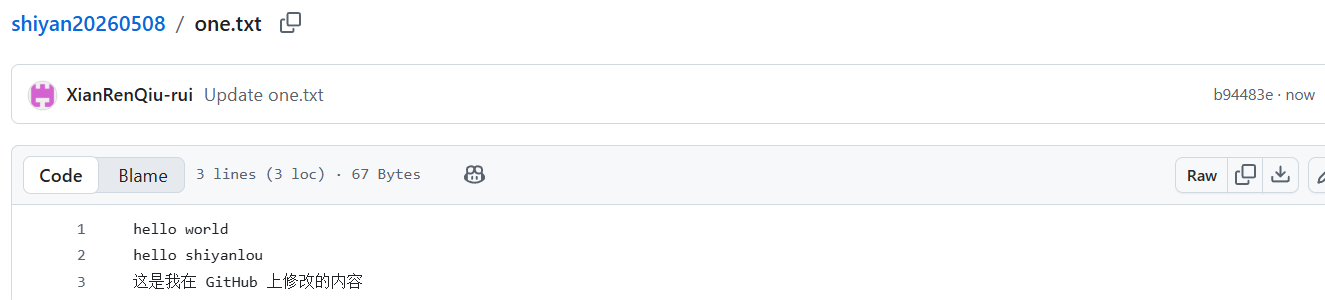 shiyan20260508 / one.txt
XianRenQiu-rui Update one.txt b94483e · now
Code Blame 3 lines (3 loc) · 67 Bytes Raw
1 hello world
2 hello shiyanlou
3 这是我在 GitHub 上修改的内容